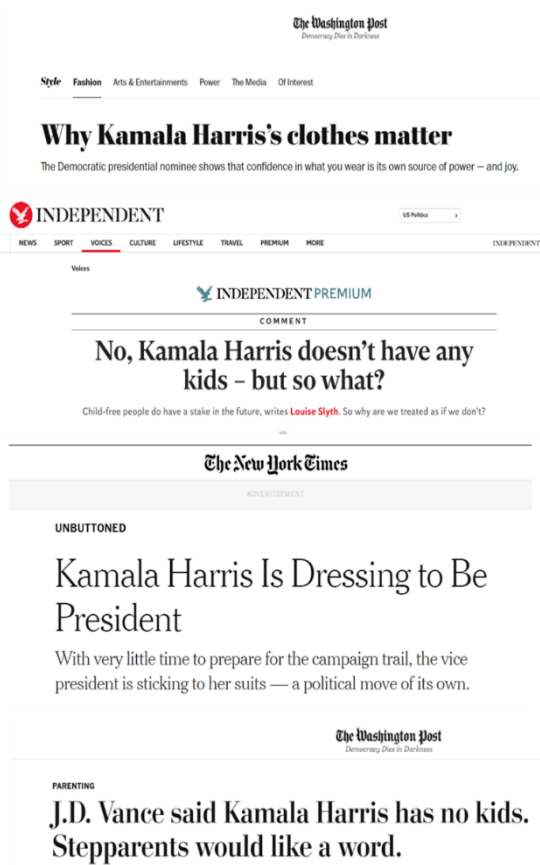 The Washington Post
Democracy Dies in Darkness
Style Fashion Arts & Entertainments Power The Media Of Interest
Why Kamala Harris's clothes matter
The Democratic presidential nominee shows that confidence in what you wear is its own source of power — and joy.
INDEPENDENT
US Politics
NEWS SPORT VOICES CULTURE LIFESTYLE TRAVEL PREMIUM MORE INDEPENDENT
Voices
INDEPENDENT PREMIUM
COMMENT
No, Kamala Harris doesn't have any
kids – but so what?
Child-free people do have a stake in the future, writes Louise Slyth. So why are we treated as if we don't?
The New York Times
ADVERTISEMENT
UNBUTTONED
Kamala Harris Is Dressing to Be
President
With very little time to prepare for the campaign trail, the vice
president is sticking to her suits — a political move of its own.
The Washington Post
Democracy Dies in Darkness
PARENTING
J.D. Vance said Kamala Harris has no kids.
Stepparents would like a word.